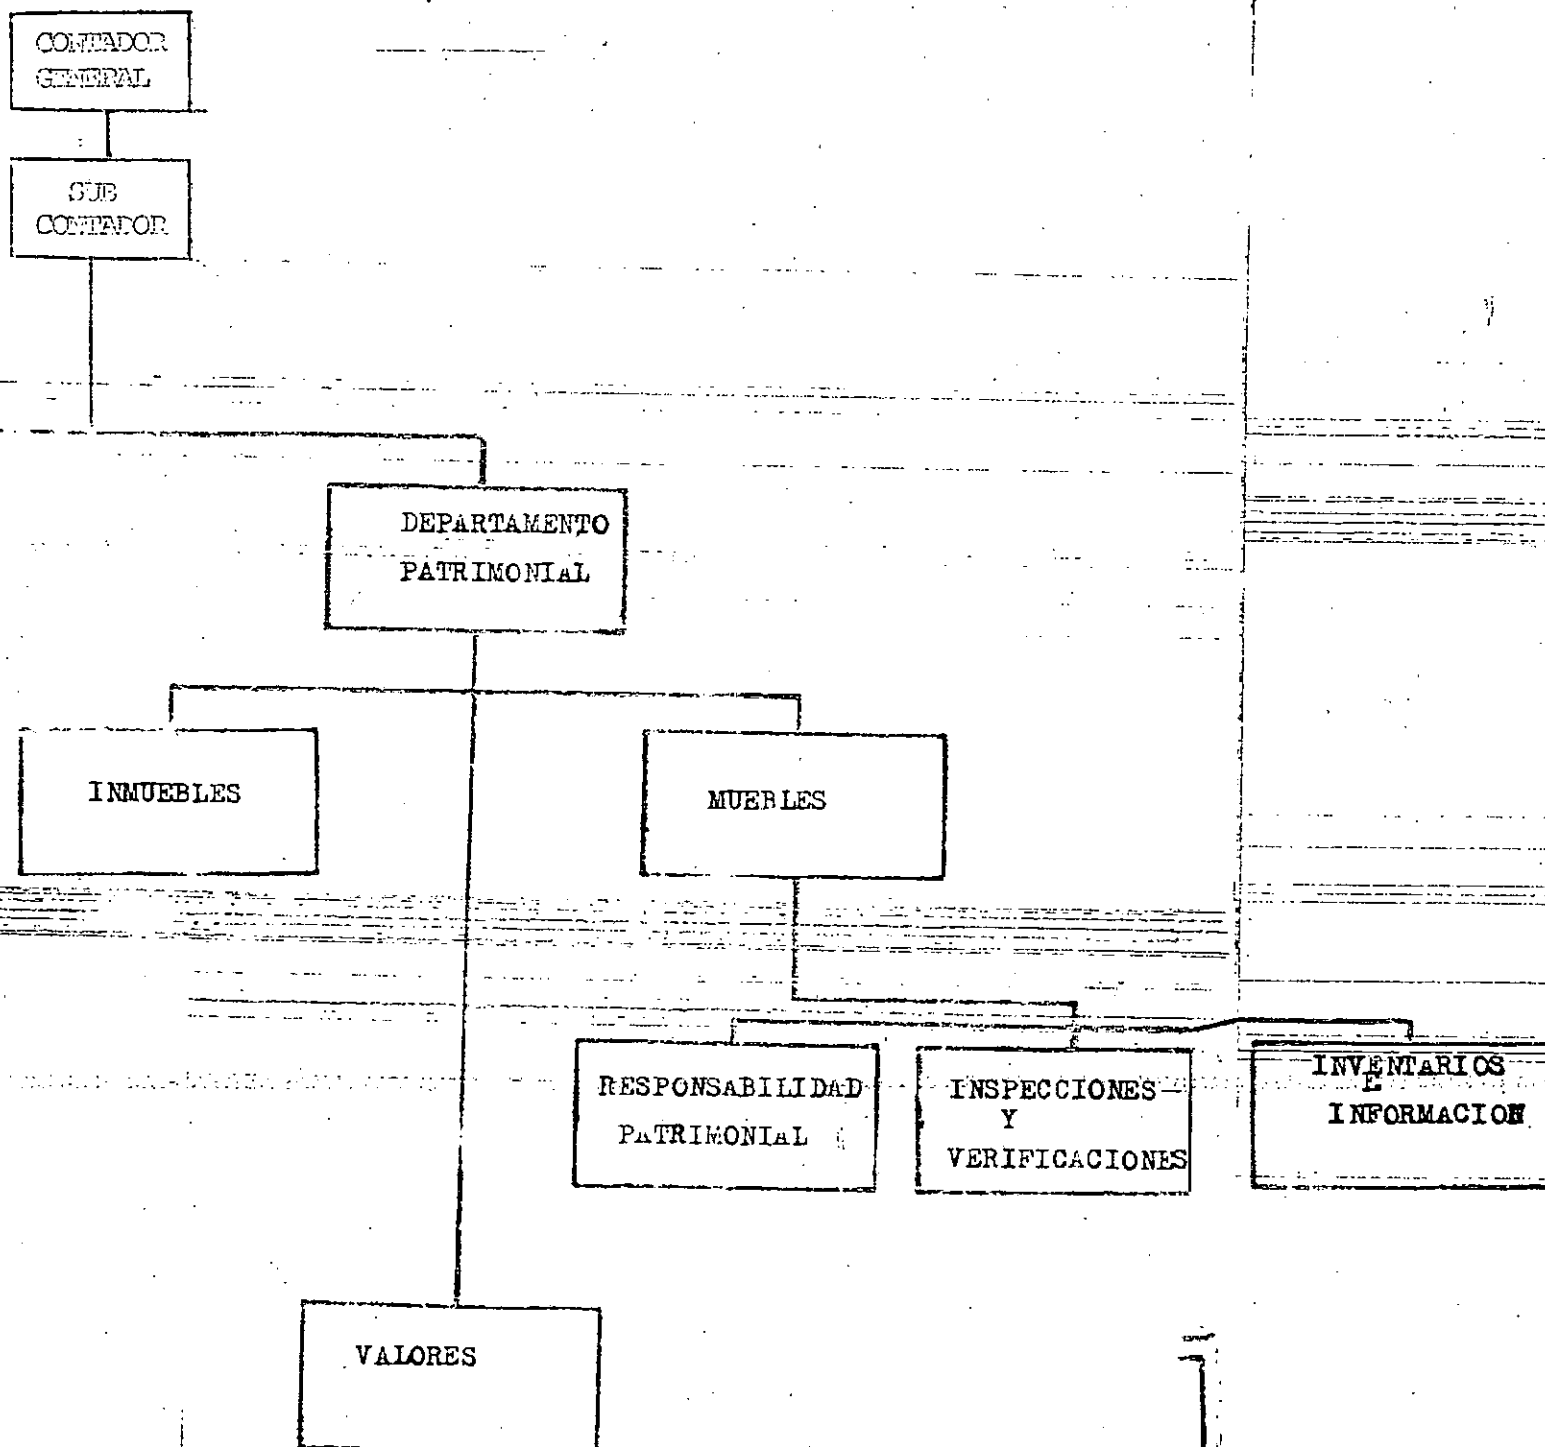 CONTADOR
GENERAL
SUB
CONTADOR
DEPARTAMENTO
PATRIMONIAL
INMUEBLES
MUEBLES
RESPONSABILIDAD
PATRIMONIAL
INSPECCIONES
Y
VERIFICACIONES
INVENTARIOS
E
INFORMACION
VALORES